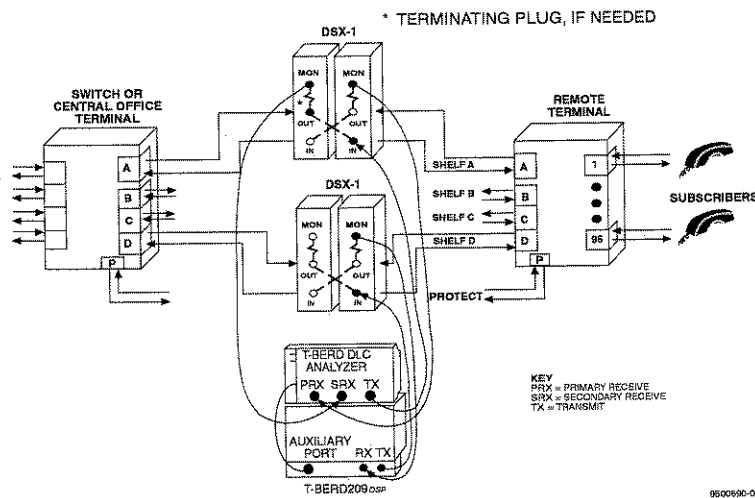 * TERMINATING PLUG, IF NEEDED
DSX-1
MON
MON
*
OUT
OUT
IN
IN
SWITCH OR
CENTRAL OFFICE
TERMINAL
A
B
C
D
P
REMOTE
TERMINAL
SHELF A
A
1
SHELF B
B
SHELF C
C
SUBSCRIBERS
SHELF D
D
96
P
PROTECT
DSX-1
MON
MON
OUT
OUT
IN
IN
T-BERD DLC
ANALYZER
PRX SRX TX
AUXILIARY
PORT
RX TX
T-BERD209OSP
KEY
PRX = PRIMARY RECEIVE
SRX = SECONDARY RECEIVE
TX = TRANSMIT